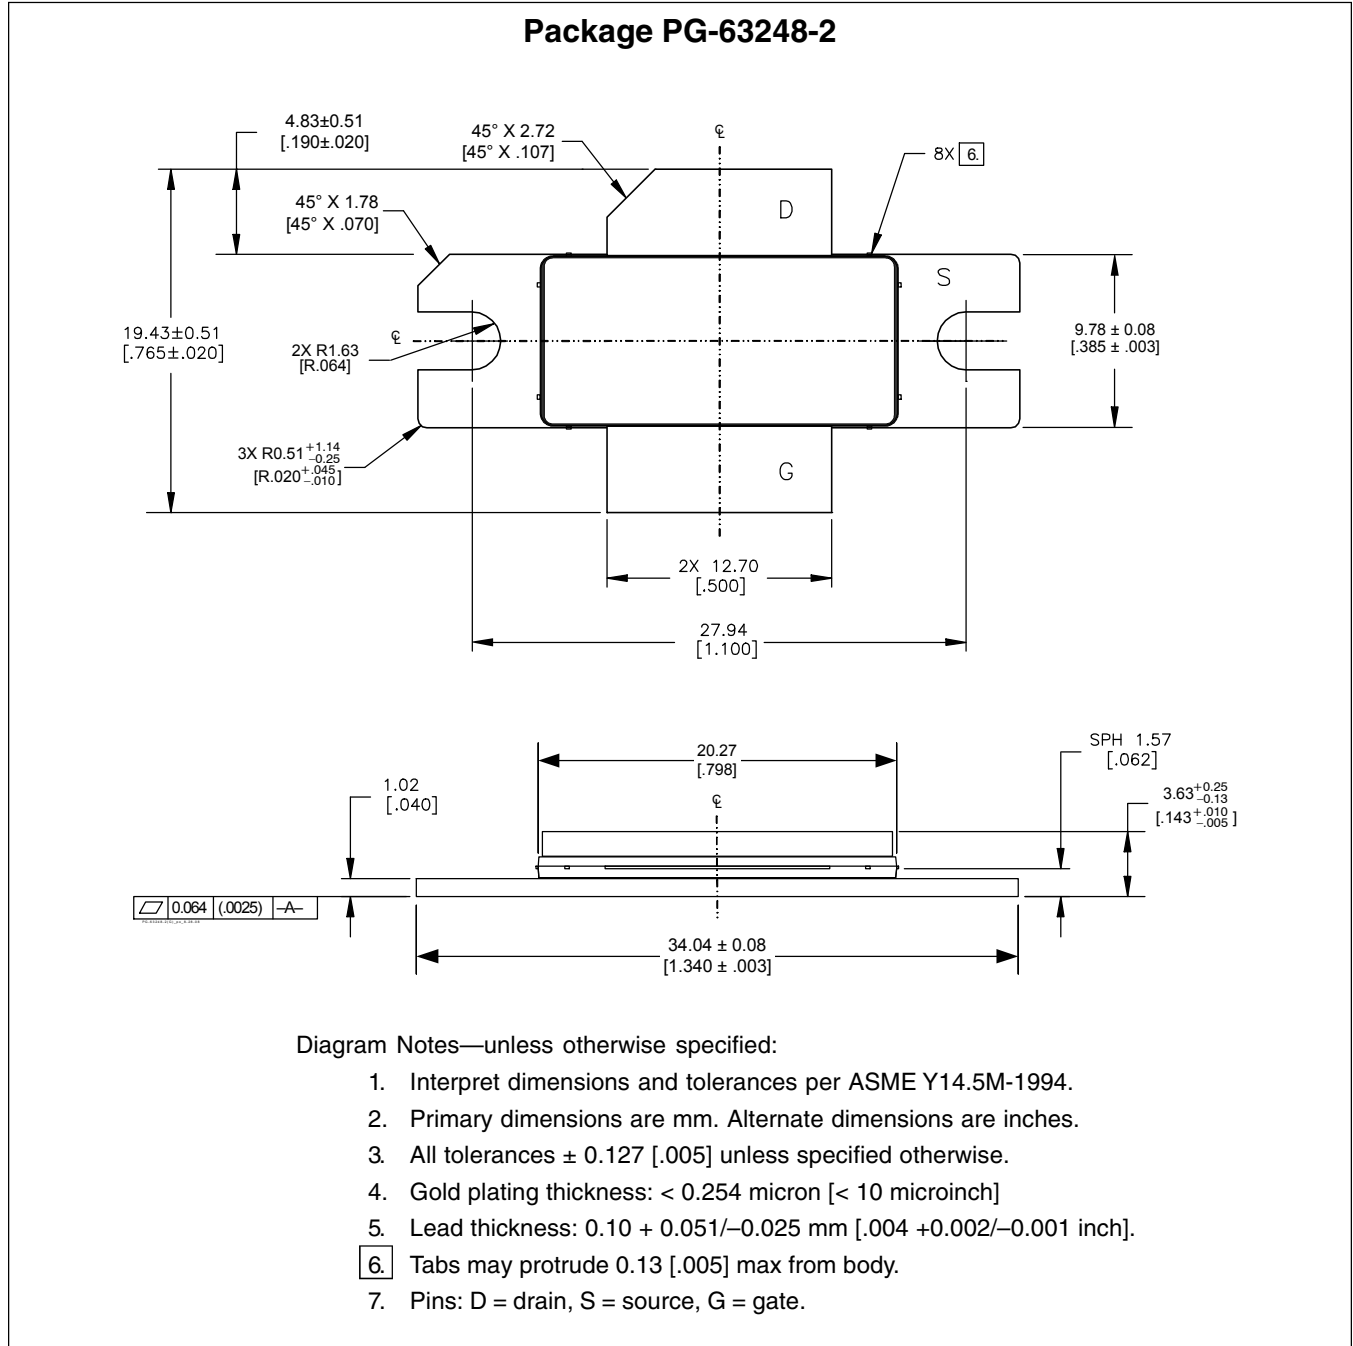 Package PG-63248-2
4.83±0.51
[.190±.020]
45° X 2.72
[45° X .107]
℄
8X 6.
45° X 1.78
[45° X .070]
D
S
19.43±0.51
[.765±.020]
℄
2X R1.63
[R.064]
9.78 ± 0.08
[.385 ± .003]
3X R0.51 +1.14 –0.25
[R.020 +.045 –.010]
G
2X 12.70
[.500]
27.94
[1.100]
SPH 1.57
[.062]
20.27
[.798]
1.02
[.040]
℄
3.63 +0.25 –0.13
[.143 +.010 –.005]
0.064 (.0025) –A–
34.04 ± 0.08
[1.340 ± .003]
Diagram Notes—unless otherwise specified:
1. Interpret dimensions and tolerances per ASME Y14.5M-1994.
2. Primary dimensions are mm. Alternate dimensions are inches.
3. All tolerances ± 0.127 [.005] unless specified otherwise.
4. Gold plating thickness: < 0.254 micron [< 10 microinch]
5. Lead thickness: 0.10 + 0.051/–0.025 mm [.004 +0.002/–0.001 inch].
6. Tabs may protrude 0.13 [.005] max from body.
7. Pins: D = drain, S = source, G = gate.